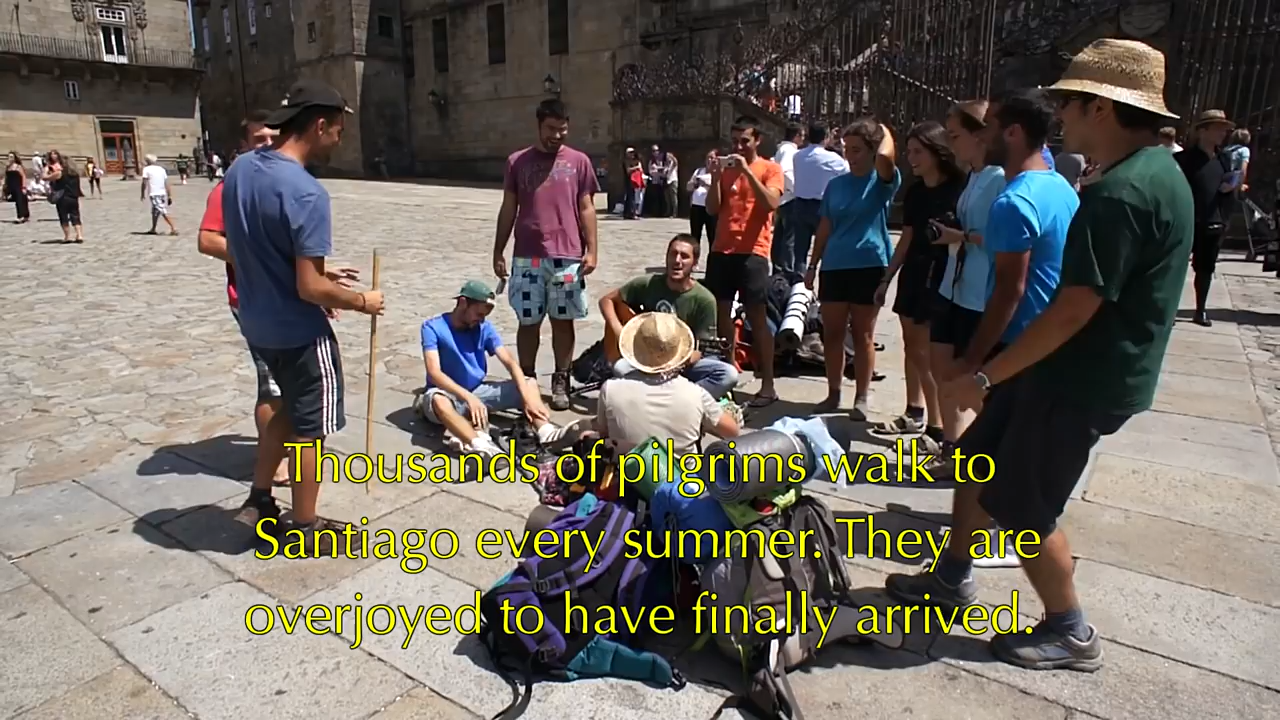 Thousands of pilgrims walk to
Santiago every summer. They are
overjoyed to have finally arrived.